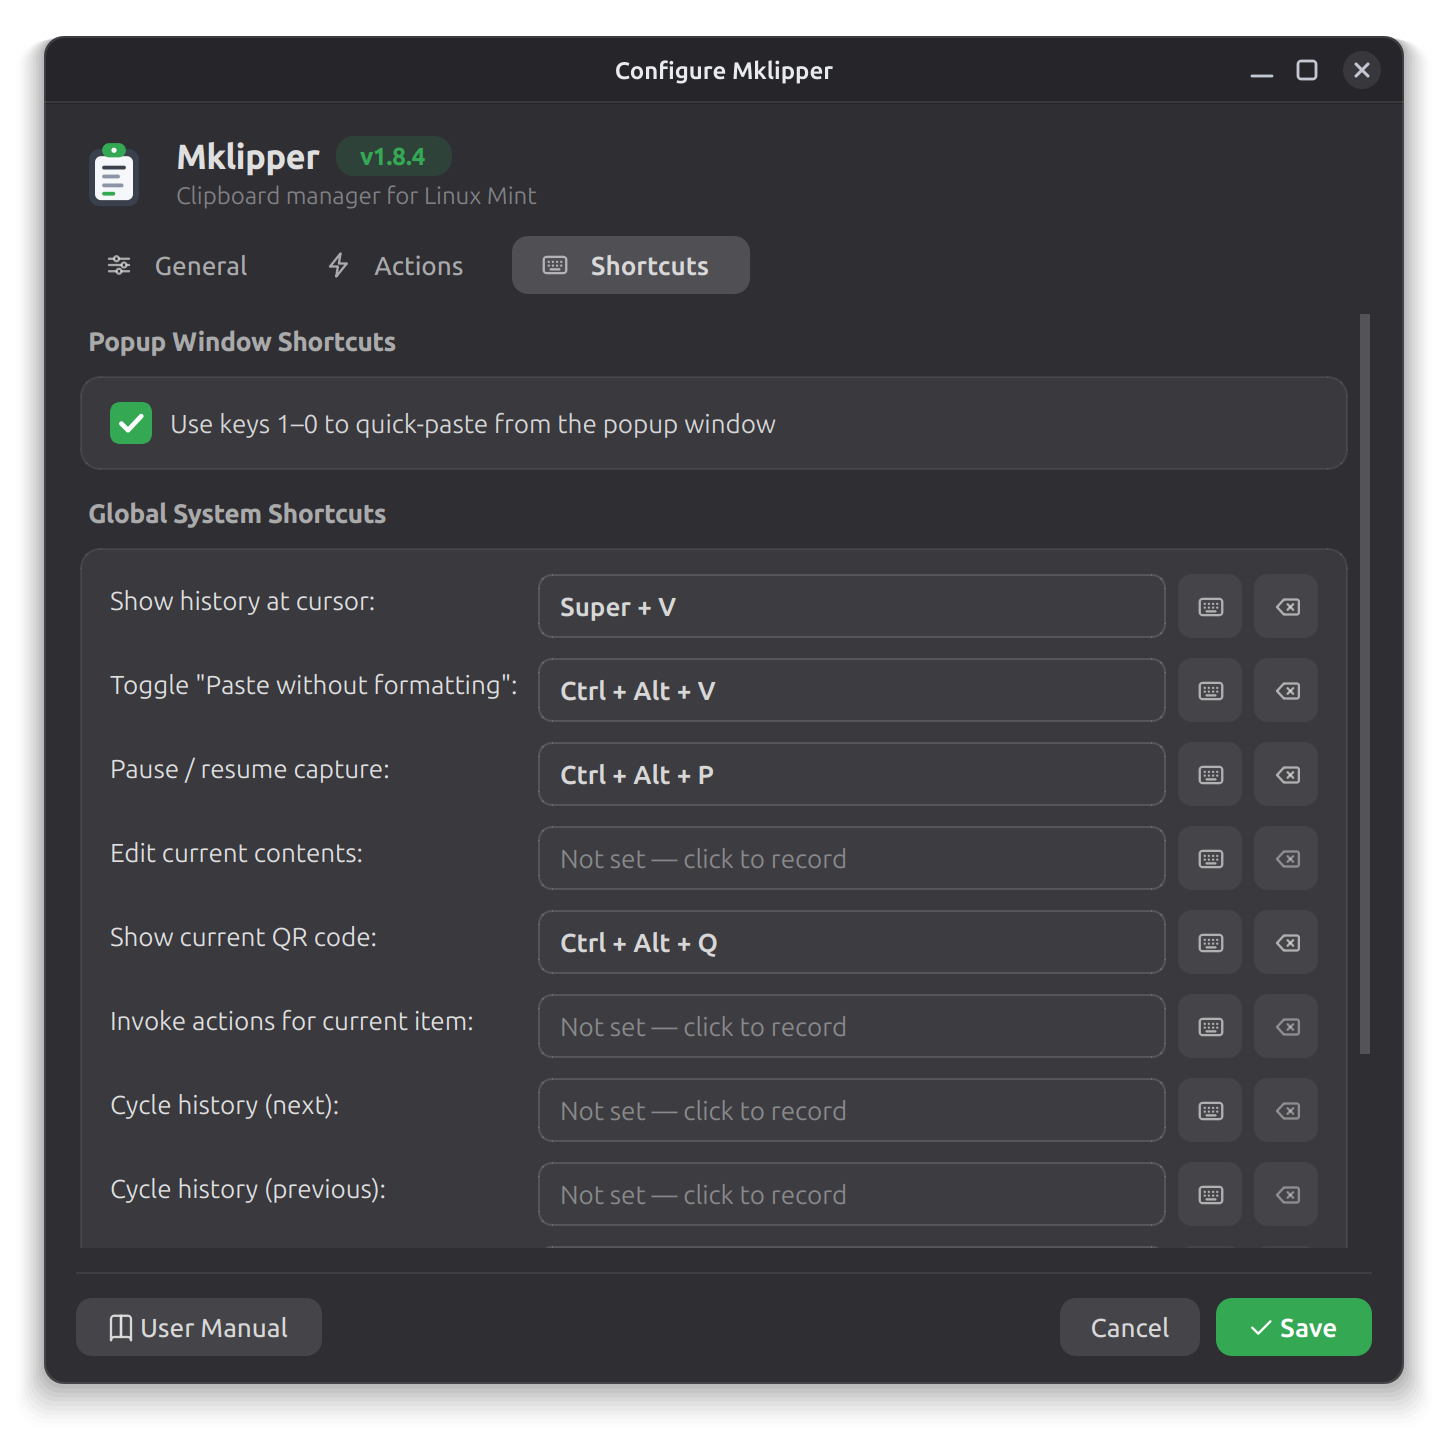 Configure Mklipper
Mklipper v1.8.4
Clipboard manager for Linux Mint
General Actions Shortcuts
Popup Window Shortcuts
Use keys 1–0 to quick-paste from the popup window
Global System Shortcuts
Show history at cursor: Super + V
Toggle "Paste without formatting": Ctrl + Alt + V
Pause / resume capture: Ctrl + Alt + P
Edit current contents: Not set — click to record
Show current QR code: Ctrl + Alt + Q
Invoke actions for current item: Not set — click to record
Cycle history (next): Not set — click to record
Cycle history (previous): Not set — click to record
User Manual Cancel Save